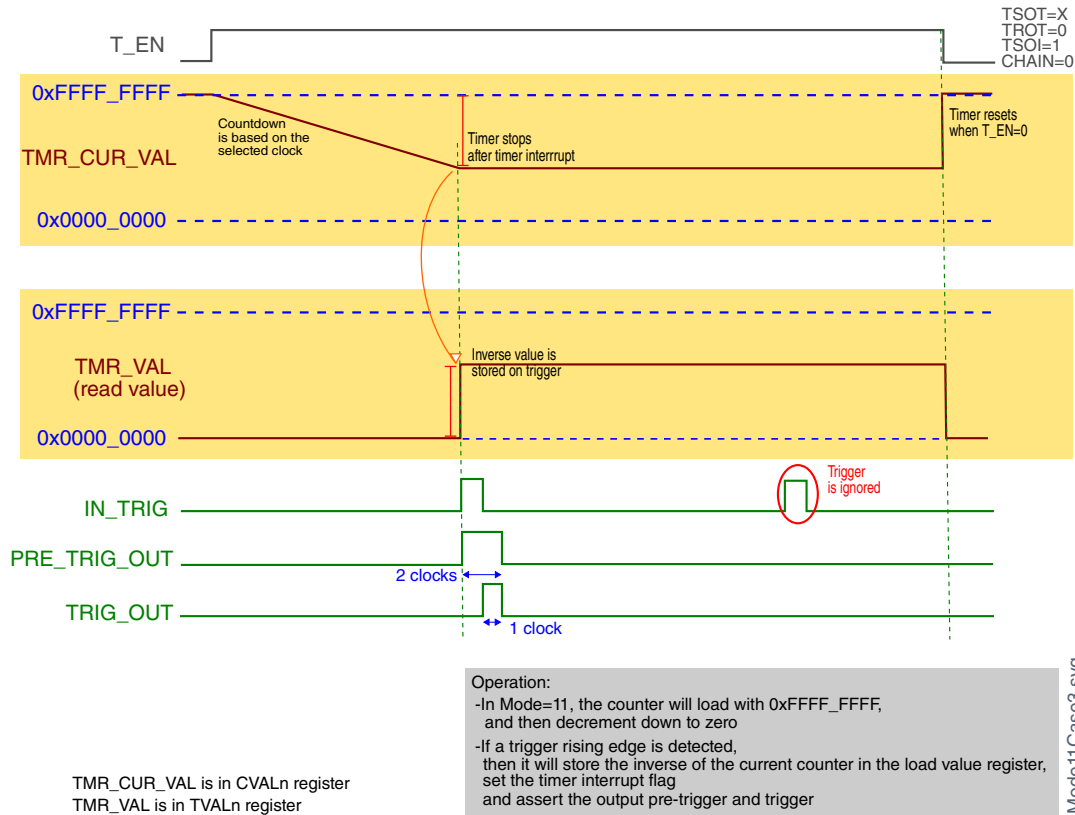 TSOT=X
TROT=0
TSOI=1
CHAIN=0
T_EN
0xFFFF_FFFF
Countdown
is based on the
selected clock
Timer stops
after timer interrrupt
Timer resets
when T_EN=0
TMR_CUR_VAL
0x0000_0000
0xFFFF_FFFF
Inverse value is
stored on trigger
TMR_VAL
(read value)
0x0000_0000
Trigger
is ignored
IN_TRIG
PRE_TRIG_OUT
2 clocks
TRIG_OUT
1 clock
Operation:
-In Mode=11, the counter will load with 0xFFFF_FFFF,
and then decrement down to zero
-If a trigger rising edge is detected,
then it will store the inverse of the current counter in the load value register,
set the timer interrupt flag
and assert the output pre-trigger and trigger
TMR_CUR_VAL is in CVALn register
TMR_VAL is in TVALn register
Mode11Case3.svg